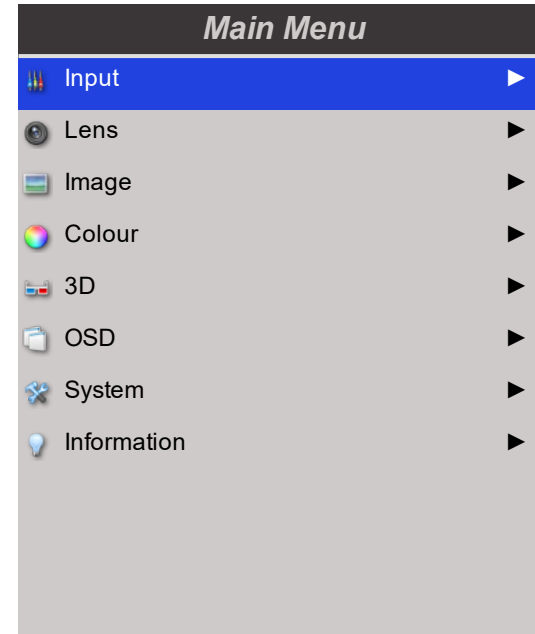 Main Menu
Input
Lens
Image
Colour
3D
OSD
System
Information